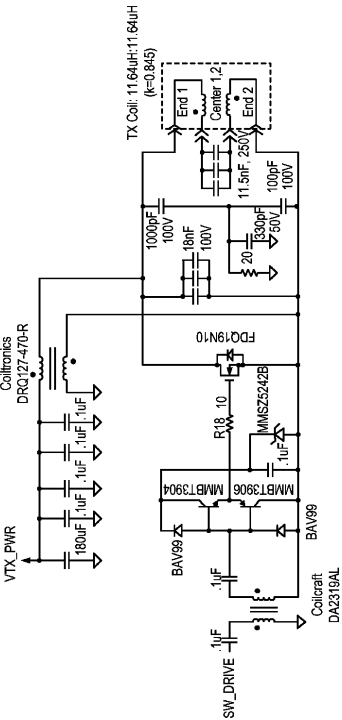 TX Coil: 11.64uH:11.64uH
(k=0.845)
End 1
Center 1,2
End 2
11.5nF, 250V
1000pF
100V
100pF
100V
330pF
50V
20
18nF
100V
Coiltronics
DRQ127-470-R
FDQ19N10
.1uF
.1uF
.1uF
.1uF
180uF
VTX_PWR
R18
10
MMSZ5242B
.1uF
MMBT3904
MMBT3906
BAV99
BAV99
.1uF
.1uF
SW_DRIVE
Coilcraft
DA2319AL